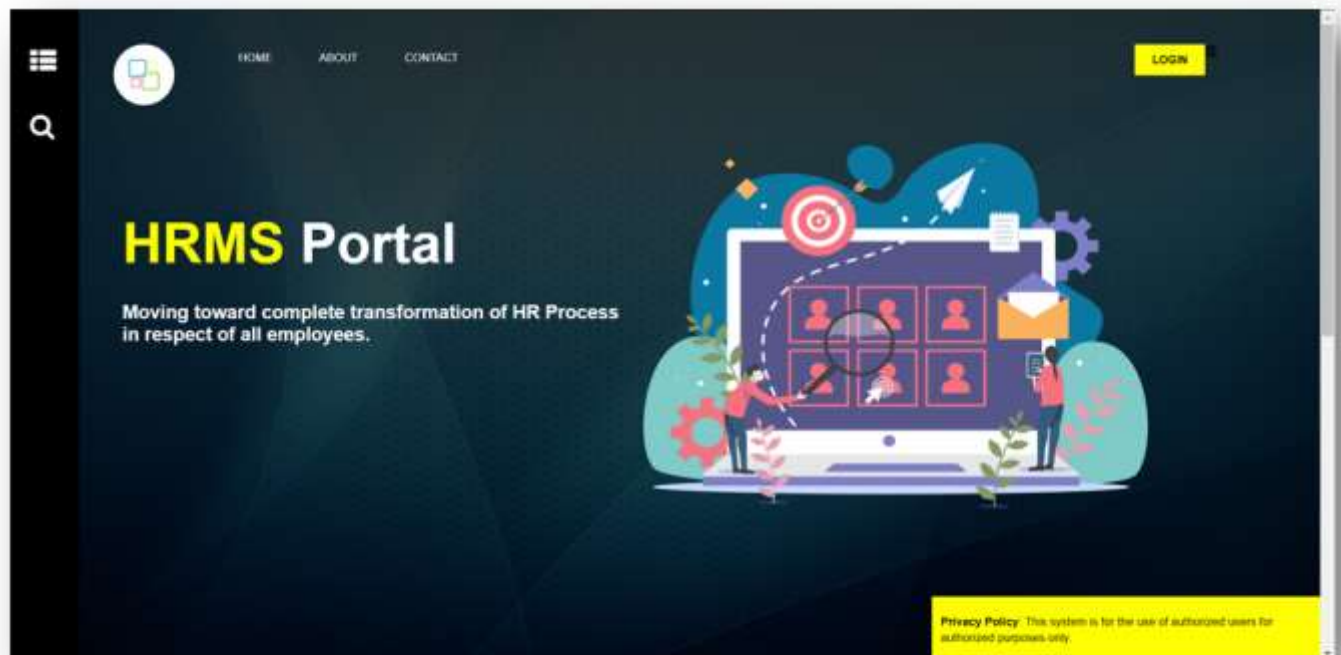 HOME ABOUT CONTACT
LOGIN
HRMS Portal
Moving toward complete transformation of HR Process
in respect of all employees.
Privacy Policy: This system is for the use of authorized users for
authorized purposes only.